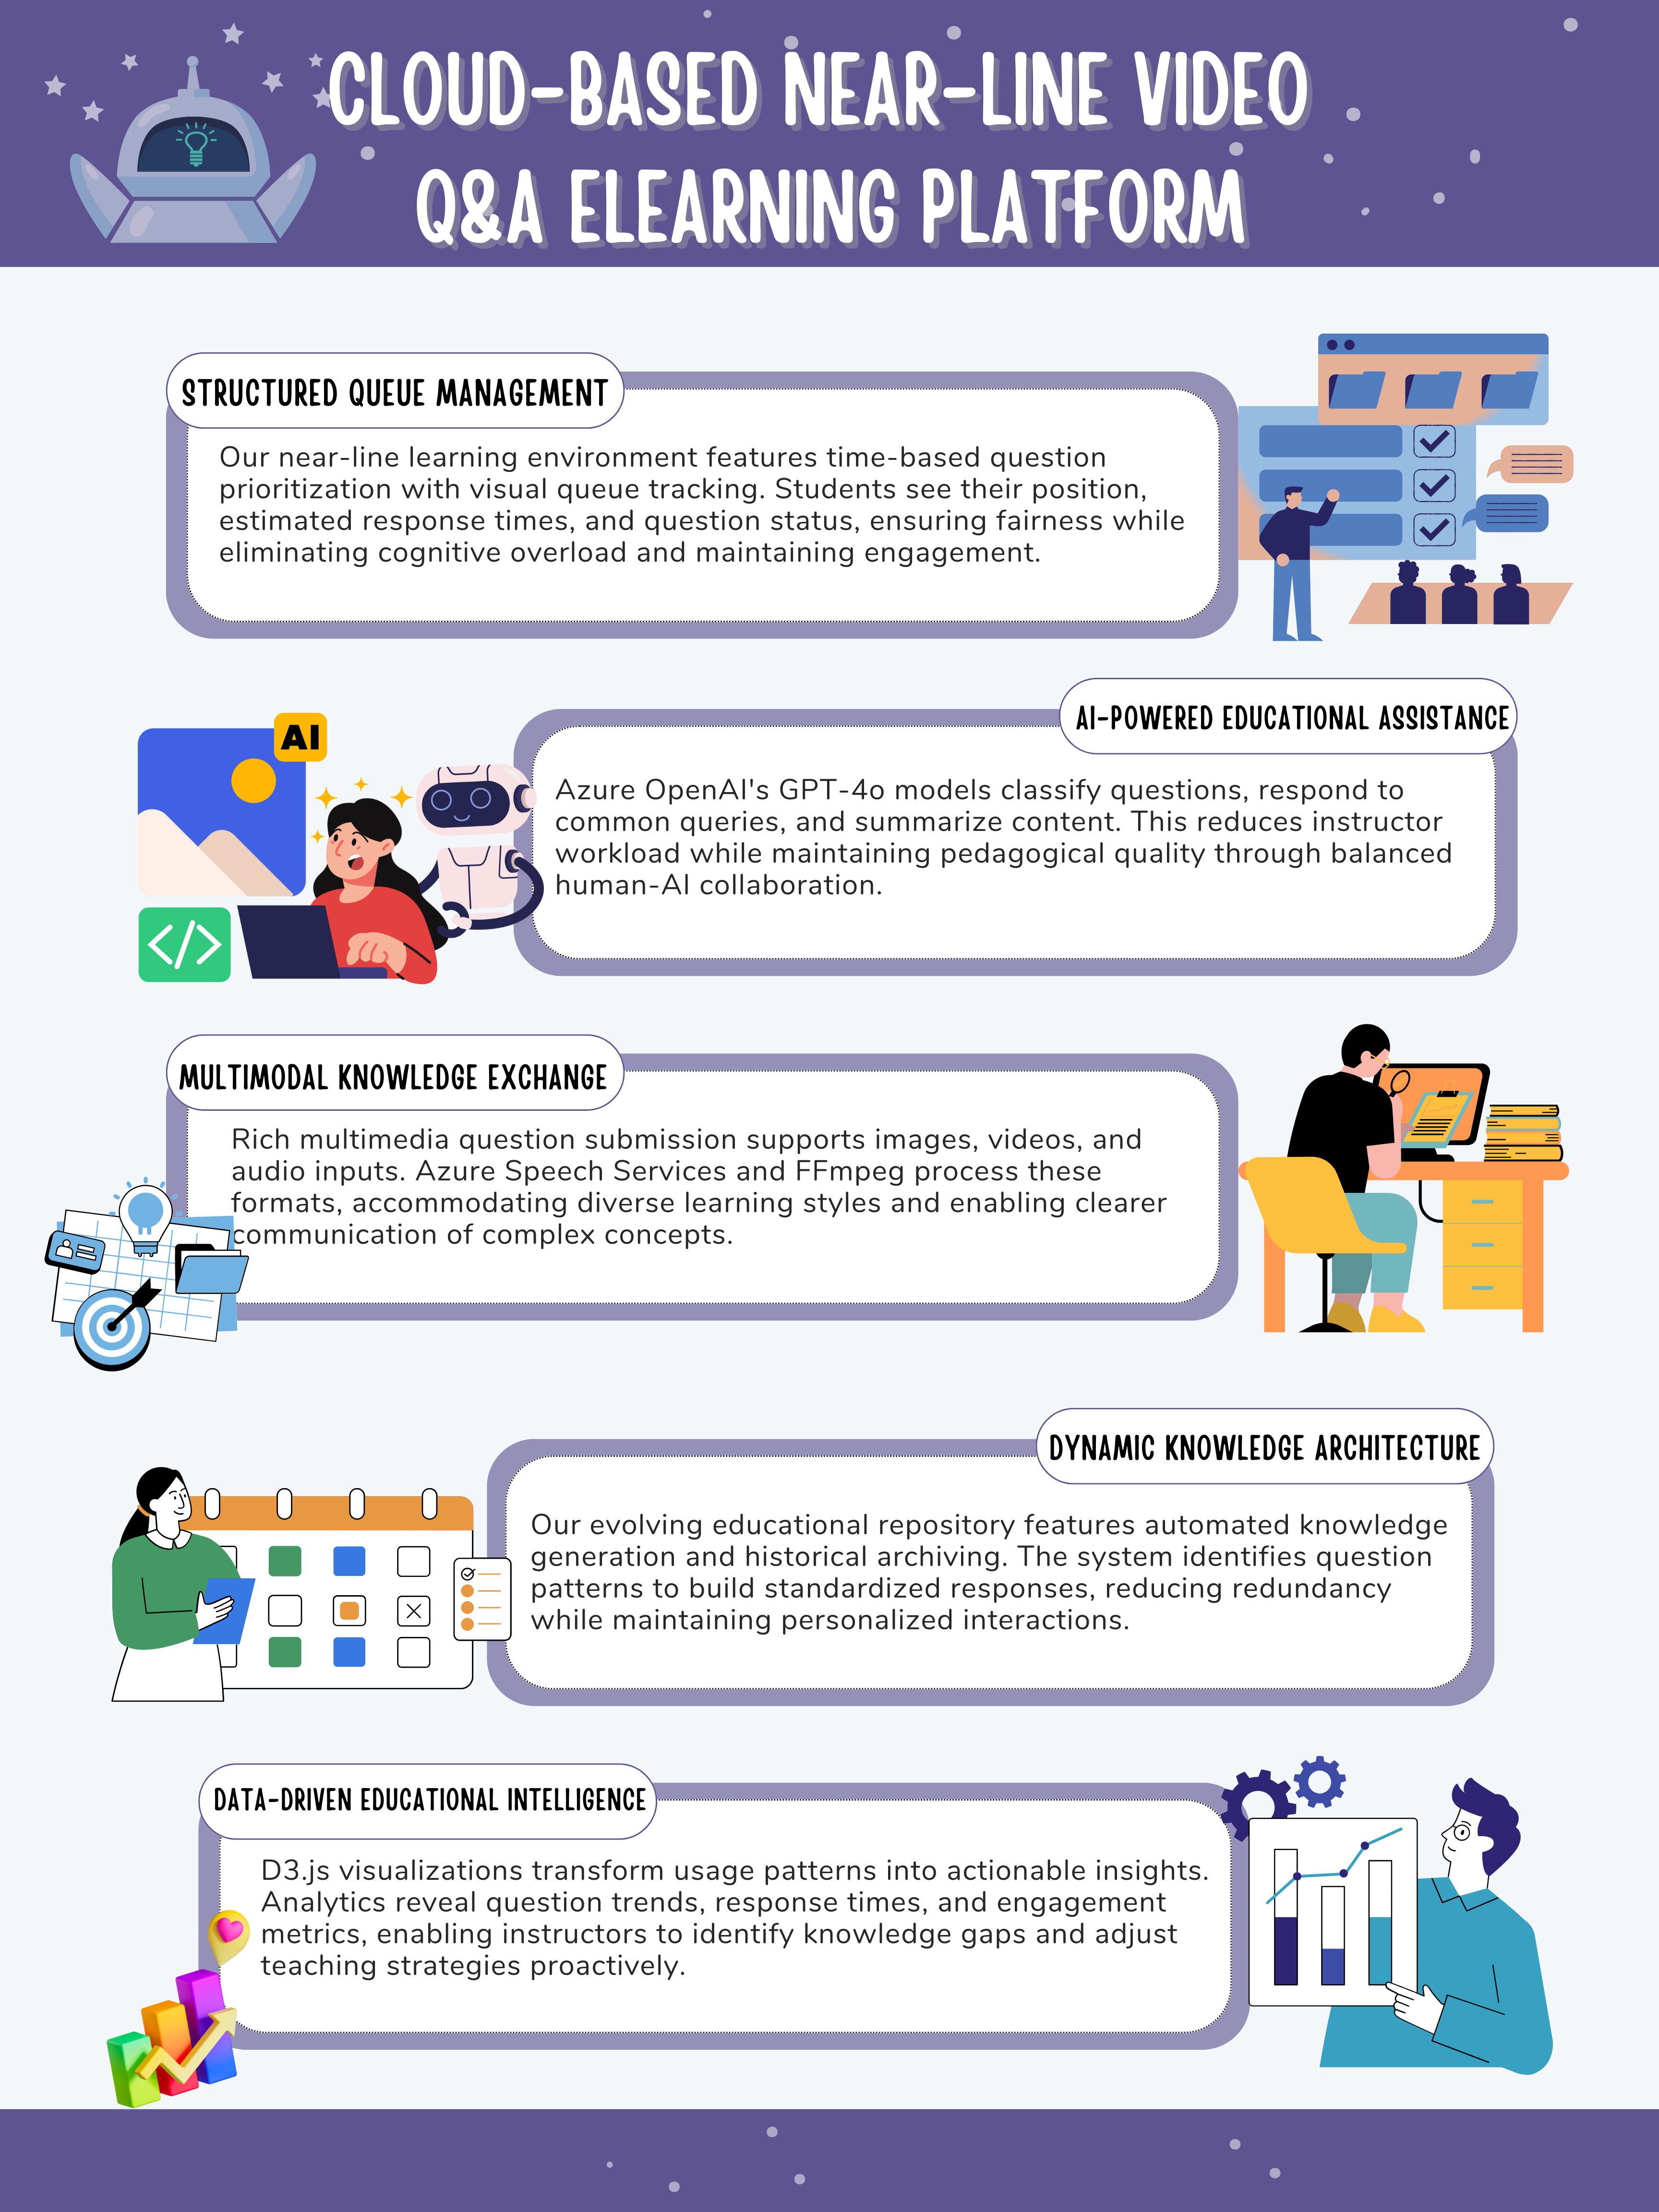 CLOUD-BASED NEAR-LINE VIDEO
Q&A ELEARNING PLATFORM
STRUCTURED QUEUE MANAGEMENT
Our near-line learning environment features time-based question
prioritization with visual queue tracking. Students see their position,
estimated response times, and question status, ensuring fairness while
eliminating cognitive overload and maintaining engagement.
AI-POWERED EDUCATIONAL ASSISTANCE
AI
</>
Azure OpenAI's GPT-4o models classify questions, respond to
common queries, and summarize content. This reduces instructor
workload while maintaining pedagogical quality through balanced
human-AI collaboration.
MULTIMODAL KNOWLEDGE EXCHANGE
Rich multimedia question submission supports images, videos, and
audio inputs. Azure Speech Services and FFmpeg process these
formats, accommodating diverse learning styles and enabling clearer
communication of complex concepts.
DYNAMIC KNOWLEDGE ARCHITECTURE
Our evolving educational repository features automated knowledge
generation and historical archiving. The system identifies question
patterns to build standardized responses, reducing redundancy
while maintaining personalized interactions.
DATA-DRIVEN EDUCATIONAL INTELLIGENCE
D3.js visualizations transform usage patterns into actionable insights.
Analytics reveal question trends, response times, and engagement
metrics, enabling instructors to identify knowledge gaps and adjust
teaching strategies proactively.